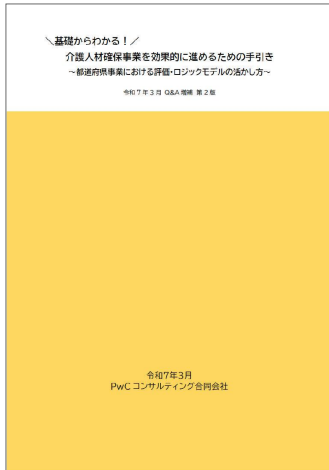 ＼基礎からわかる！／
介護人材確保事業を効果的に進めるための手引き
～都道府県事業における評価・ロジックモデルの活かし方～
令和7年3月 Q&A増補 第2版
令和7年3月
PwCコンサルティング合同会社